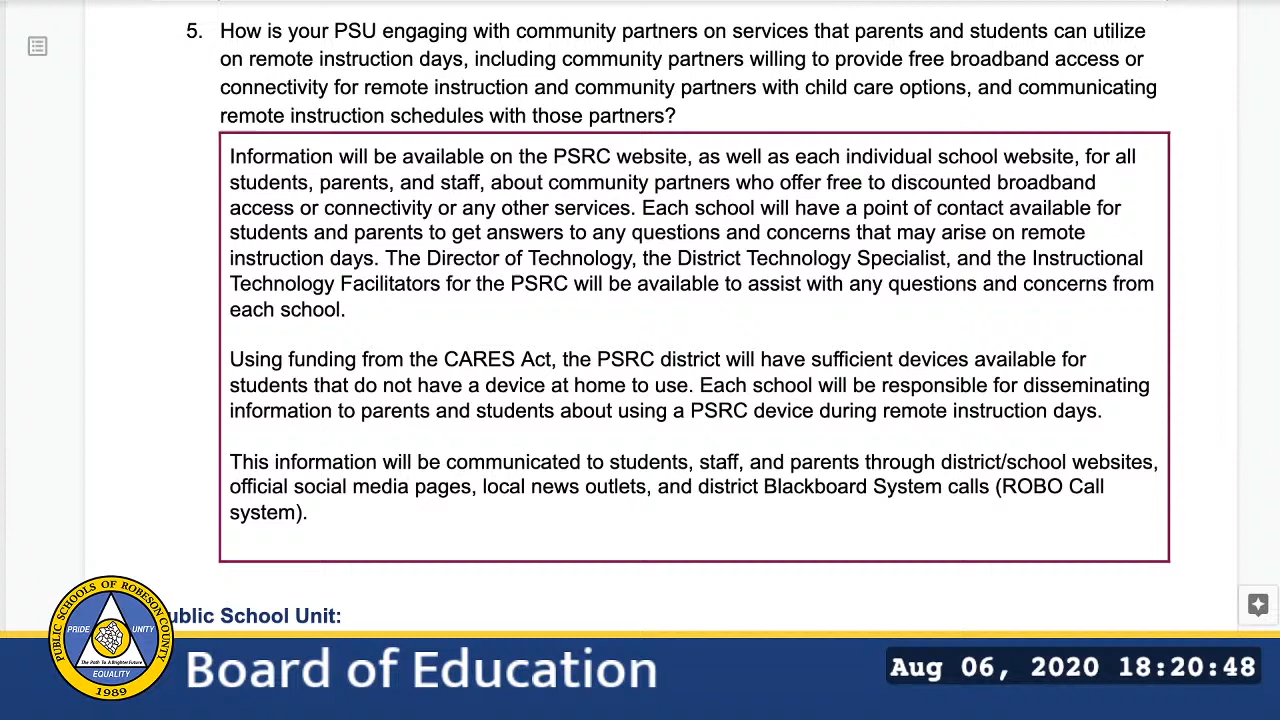 5. How is your PSU engaging with community partners on services that parents and students can utilize
on remote instruction days, including community partners willing to provide free broadband access or
connectivity for remote instruction and community partners with child care options, and communicating
remote instruction schedules with those partners?
Information will be available on the PSRC website, as well as each individual school website, for all
students, parents, and staff, about community partners who offer free to discounted broadband
access or connectivity or any other services. Each school will have a point of contact available for
students and parents to get answers to any questions and concerns that may arise on remote
instruction days. The Director of Technology, the District Technology Specialist, and the Instructional
Technology Facilitators for the PSRC will be available to assist with any questions and concerns from
each school.
Using funding from the CARES Act, the PSRC district will have sufficient devices available for
students that do not have a device at home to use. Each school will be responsible for disseminating
information to parents and students about using a PSRC device during remote instruction days.
This information will be communicated to students, staff, and parents through district/school websites,
official social media pages, local news outlets, and district Blackboard System calls (ROBO Call
system).
ublic School Unit:
PUBLIC SCHOOLS OF ROBESON COUNTY
PRIDE UNITY
The Path To A Brighter Future
EQUALITY
1989
Board of Education
Aug 06, 2020 18:20:48